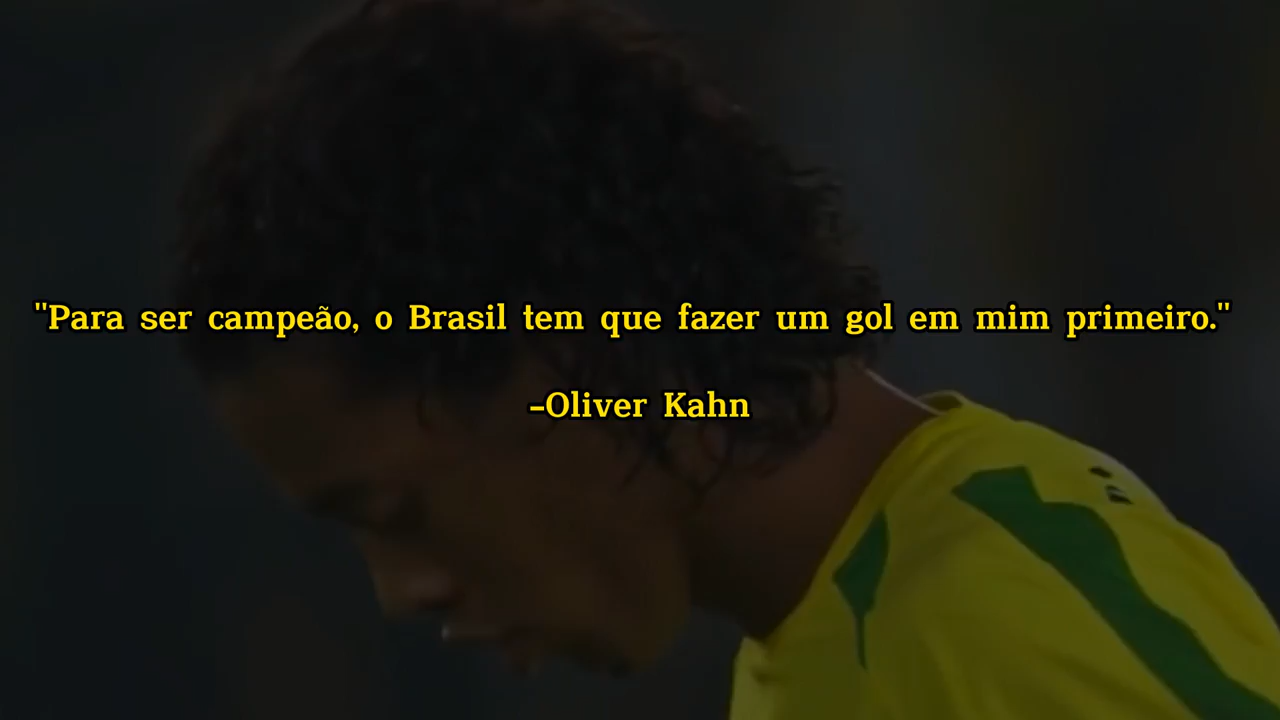 "Para ser campeão, o Brasil tem que fazer um gol em mim primeiro."
-Oliver Kahn